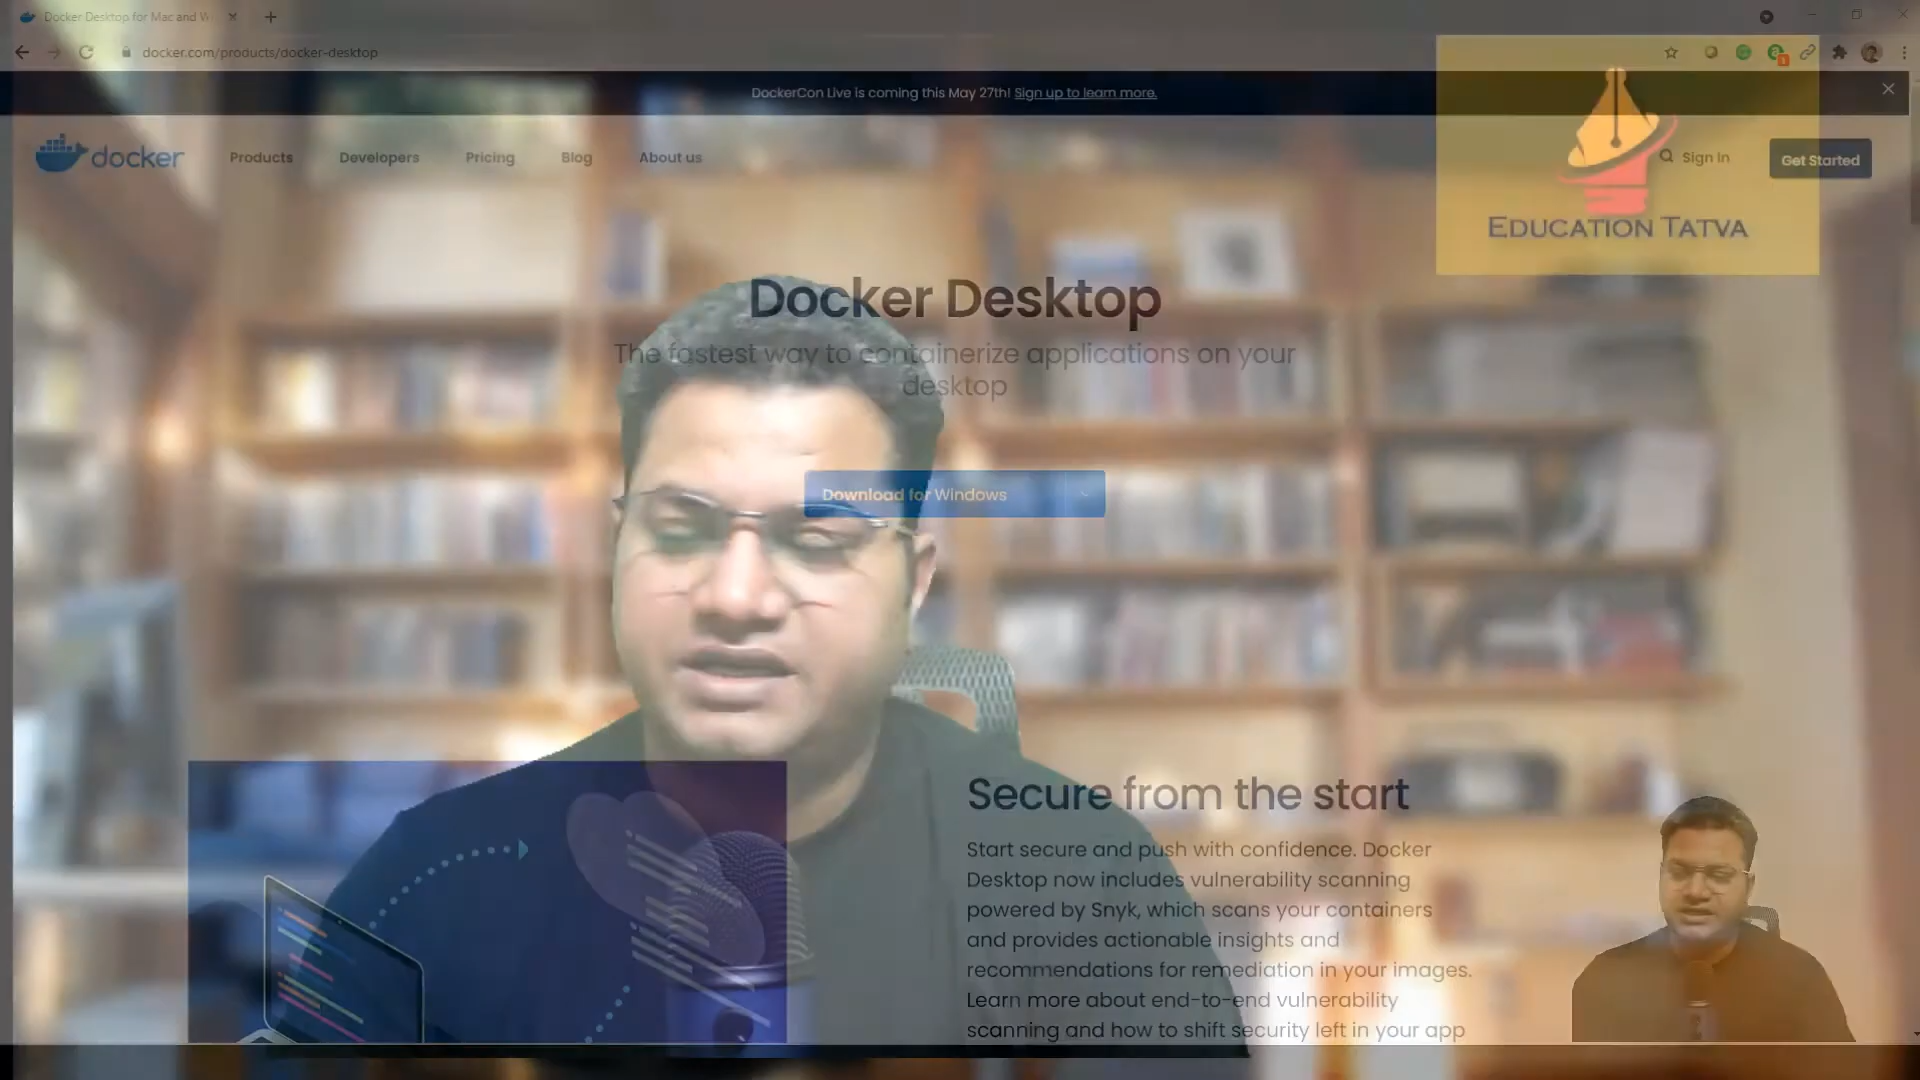 Docker Desktop for Mac and W
docker.com/products/docker-desktop
DockerCon Live is coming this May 27th! Sign up to learn more.
docker
Products
Developers
Pricing
Blog
About us
Sign In
Get Started
EDUCATION TATVA
Docker Desktop
The fastest way to containerize applications on your
desktop
Download for Windows
Secure from the start
Start secure and push with confidence. Docker
Desktop now includes vulnerability scanning
powered by Snyk, which scans your containers
and provides actionable insights and
recommendations for remediation in your images.
Learn more about end-to-end vulnerability
scanning and how to shift security left in your app